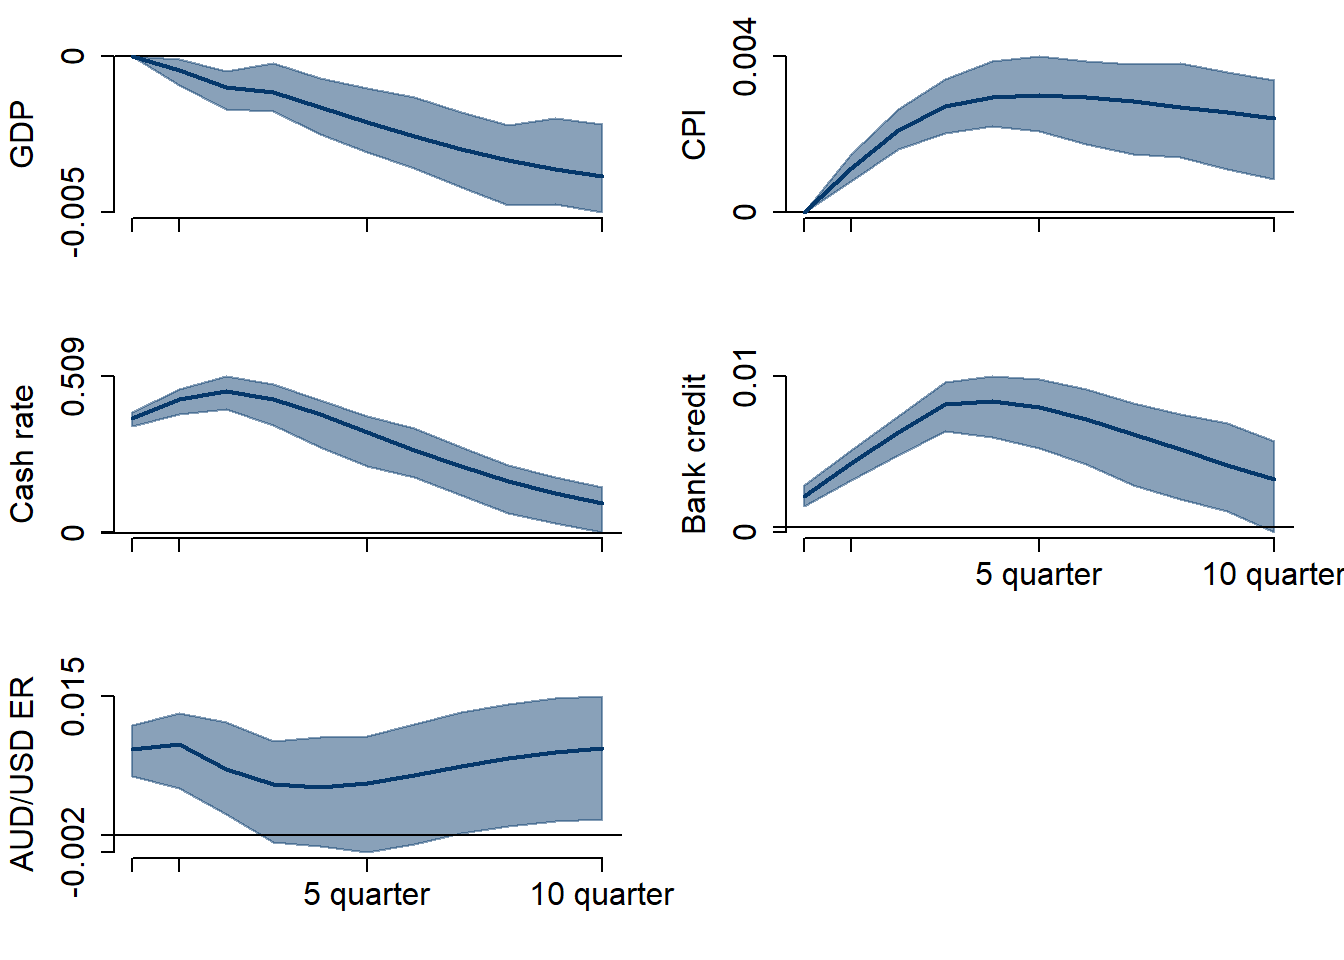 GDP
0
-0.005
CPI
0.004
0
Cash rate
0.509
0
Bank credit
0.01
0
5 quarter
10 quarter
AUD/USD ER
0.015
-0.002
5 quarter
10 quarter